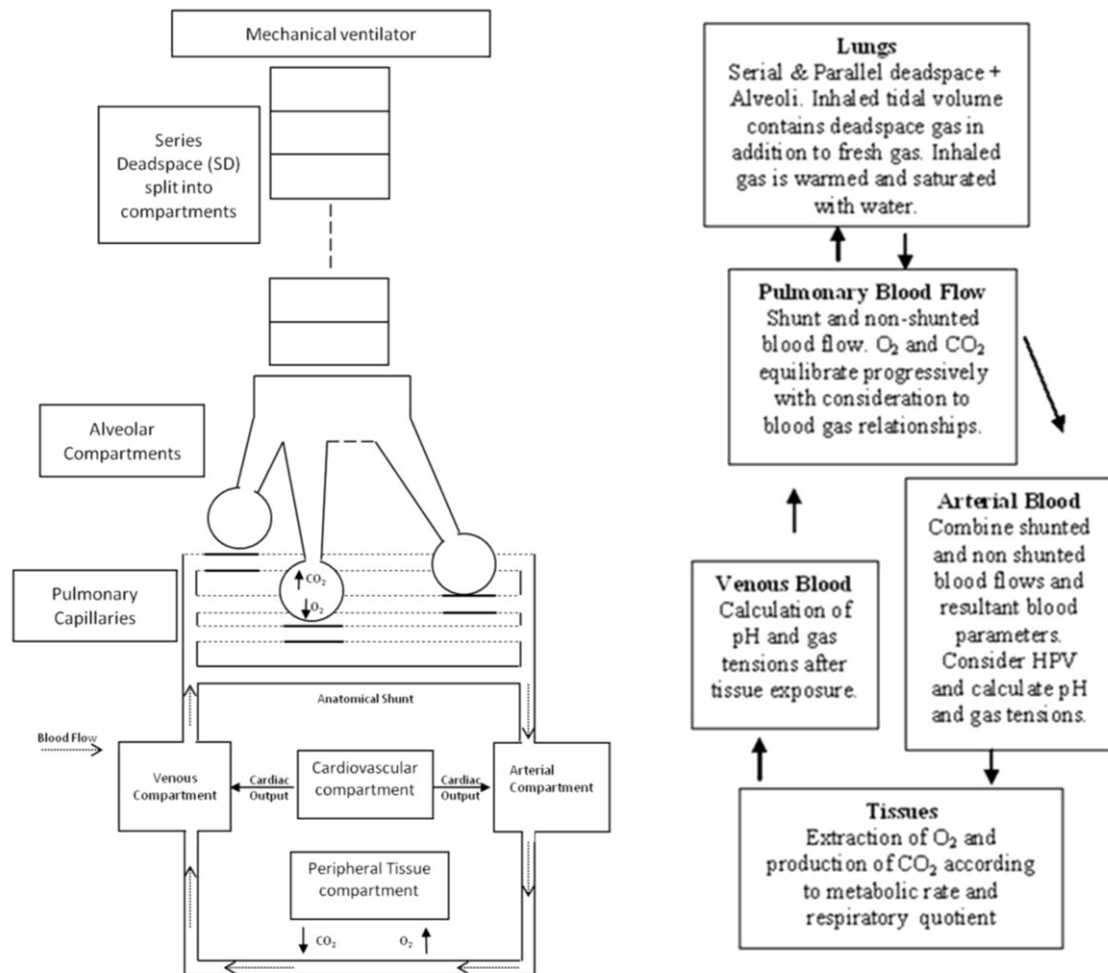 Mechanical ventilator
Series
Deadspace (SD)
split into
compartments
Alveolar
Compartments
CO₂
O₂
Pulmonary
Capillaries
Anatomical Shunt
Blood Flow
Venous
Compartment
Cardiac
Output
Cardiovascular
compartment
Cardiac
Output
Arterial
Compartment
Peripheral Tissue
compartment
CO₂
O₂
Lungs
Serial & Parallel deadspace +
Alveoli. Inhaled tidal volume
contains deadspace gas in
addition to fresh gas. Inhaled
gas is warmed and saturated
with water.
Pulmonary Blood Flow
Shunt and non-shunted
blood flow. O₂ and CO₂
equilibrate progressively
with consideration to
blood gas relationships.
Venous Blood
Calculation of
pH and gas
tensions after
tissue exposure.
Arterial Blood
Combine shunted
and non shunted
blood flows and
resultant blood
parameters.
Consider HPV
and calculate pH
and gas tensions.
Tissues
Extraction of O₂ and
production of CO₂ according
to metabolic rate and
respiratory quotient